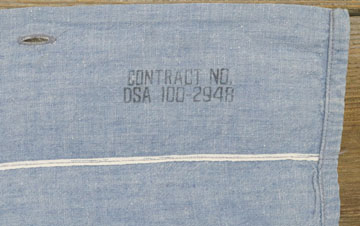 CONTRACT NO.
DSA 100-2948